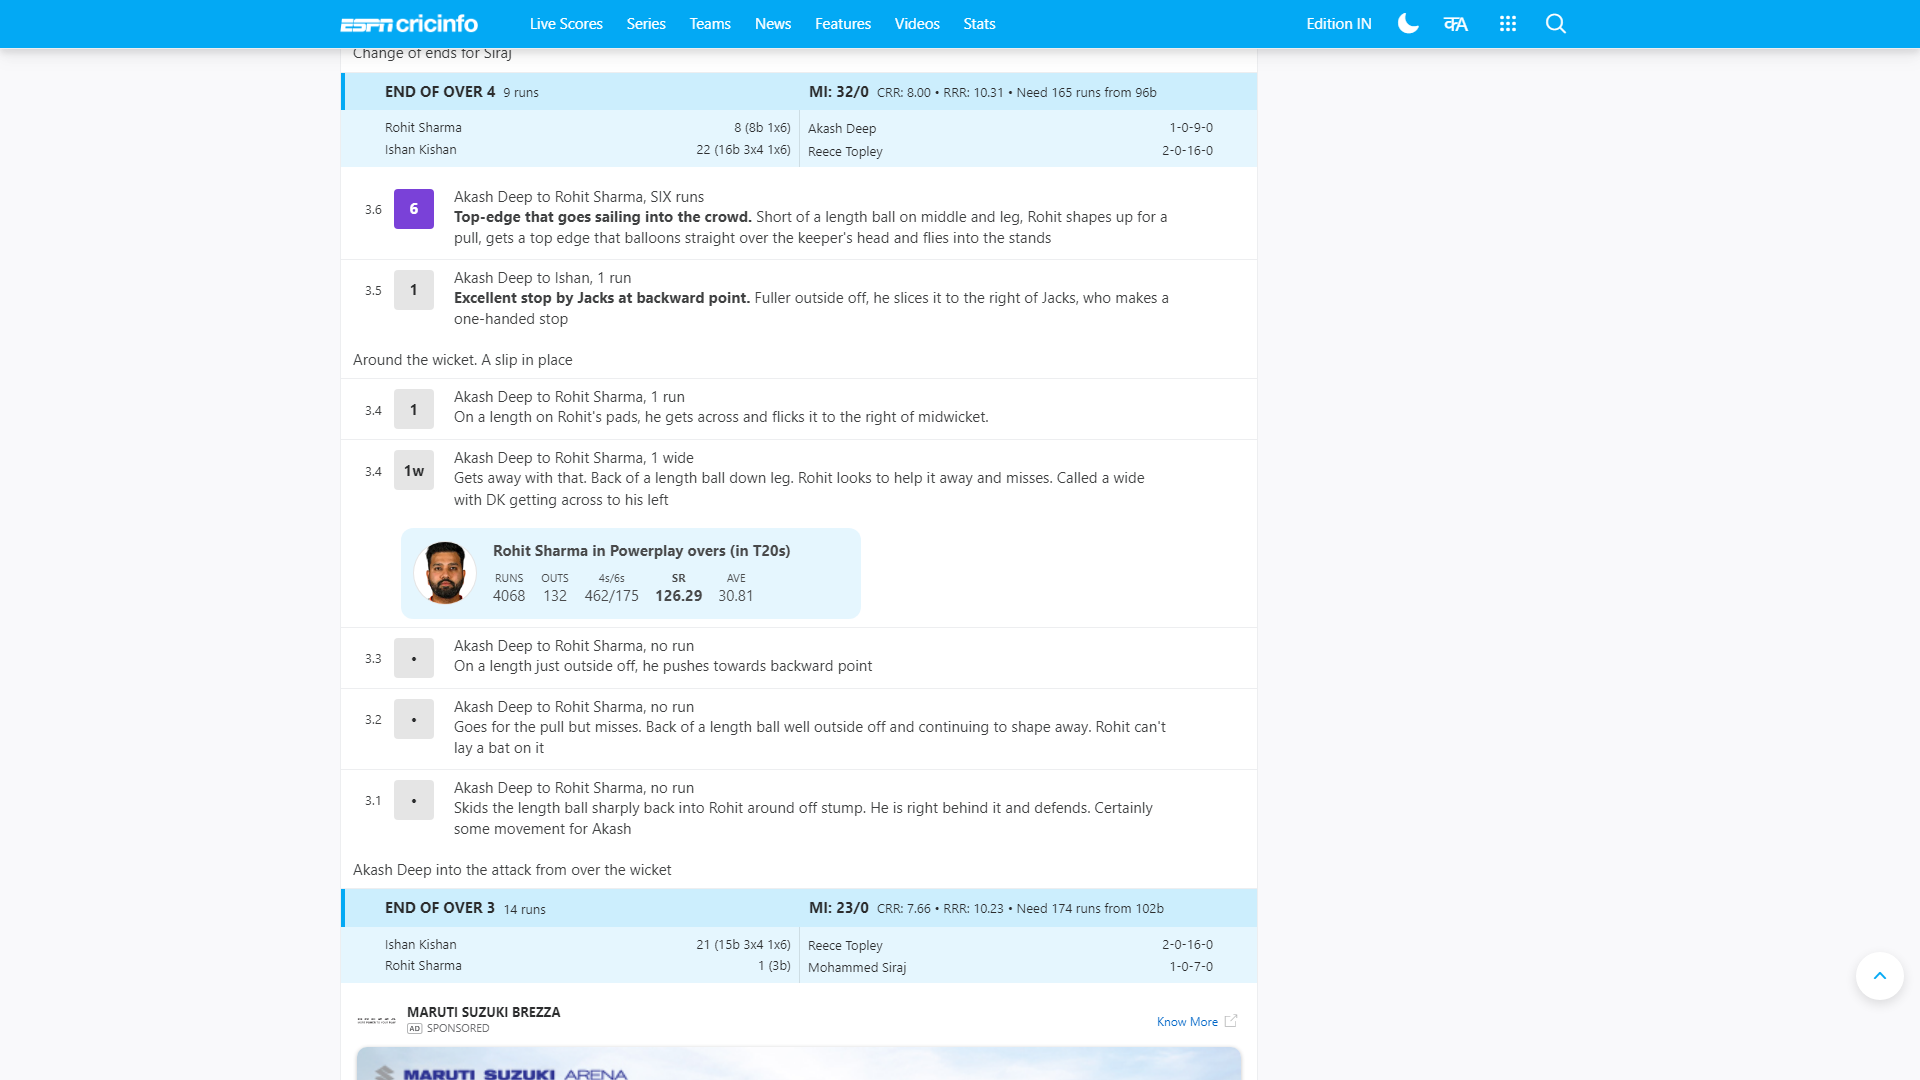 ESPN cricinfo Live Scores Series Teams News Features Videos Stats Edition IN कA
Change of ends for Siraj
END OF OVER 4 9 runs MI: 32/0 CRR: 8.00 • RRR: 10.31 • Need 165 runs from 96b
Rohit Sharma 8 (8b 1x6) Akash Deep 1-0-9-0
Ishan Kishan 22 (16b 3x4 1x6) Reece Topley 2-0-16-0
3.6 6 Akash Deep to Rohit Sharma, SIX runs
Top-edge that goes sailing into the crowd. Short of a length ball on middle and leg, Rohit shapes up for a
pull, gets a top edge that balloons straight over the keeper's head and flies into the stands
3.5 1 Akash Deep to Ishan, 1 run
Excellent stop by Jacks at backward point. Fuller outside off, he slices it to the right of Jacks, who makes a
one-handed stop
Around the wicket. A slip in place
3.4 1 Akash Deep to Rohit Sharma, 1 run
On a length on Rohit's pads, he gets across and flicks it to the right of midwicket.
3.4 1w Akash Deep to Rohit Sharma, 1 wide
Gets away with that. Back of a length ball down leg. Rohit looks to help it away and misses. Called a wide
with DK getting across to his left
Rohit Sharma in Powerplay overs (in T20s)
RUNS OUTS 4s/6s SR AVE
4068 132 462/175 126.29 30.81
3.3 • Akash Deep to Rohit Sharma, no run
On a length just outside off, he pushes towards backward point
3.2 • Akash Deep to Rohit Sharma, no run
Goes for the pull but misses. Back of a length ball well outside off and continuing to shape away. Rohit can't
lay a bat on it
3.1 • Akash Deep to Rohit Sharma, no run
Skids the length ball sharply back into Rohit around off stump. He is right behind it and defends. Certainly
some movement for Akash
Akash Deep into the attack from over the wicket
END OF OVER 3 14 runs MI: 23/0 CRR: 7.66 • RRR: 10.23 • Need 174 runs from 102b
Ishan Kishan 21 (15b 3x4 1x6) Reece Topley 2-0-16-0
Rohit Sharma 1 (3b) Mohammed Siraj 1-0-7-0
MARUTI SUZUKI BREZZA
AD SPONSORED Know More
MARUTI SUZUKI ARENA